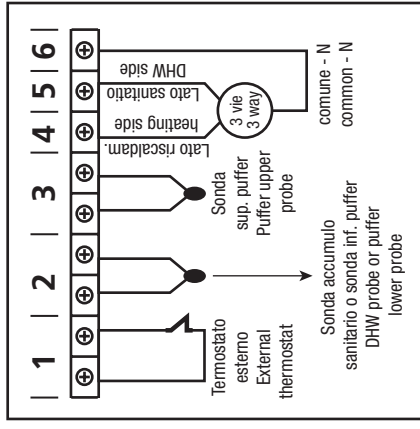 1
2
3
4
5
6
Termostato
esterno
External
thermostat
Sonda accumulo
sanitario o sonda inf. puffer
DHW probe or puffer
lower probe
Sonda
sup. puffer
Puffer upper
probe
Lato riscaldam.
heating side
Lato sanitatio
DHW side
3 vie
3 way
comune - N
common - N